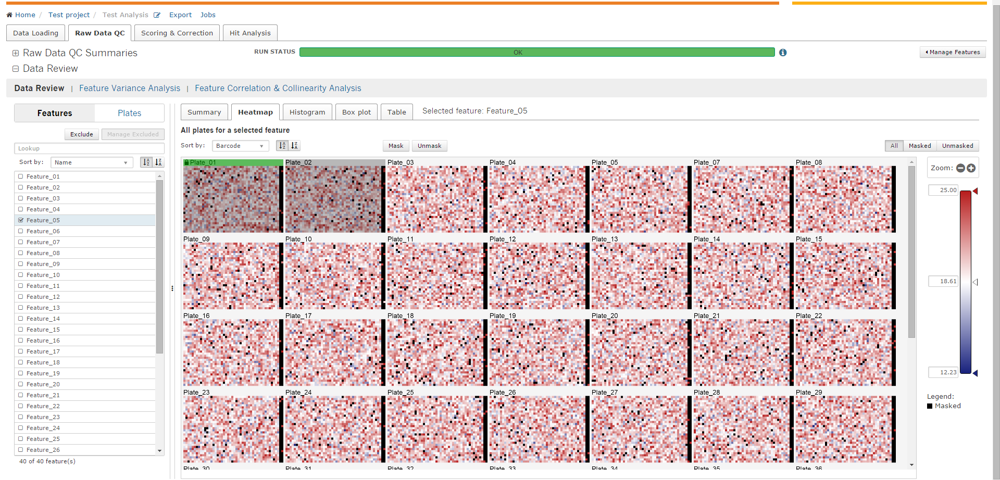 Home / Test project / Test Analysis Export Jobs
Data Loading Raw Data QC Scoring & Correction Hit Analysis
Raw Data QC Summaries RUN STATUS OK Manage Features
Data Review
Data Review | Feature Variance Analysis | Feature Correlation & Collinearity Analysis
Features Plates
Exclude Manage Excluded
Lookup
Sort by: Name
Feature_01
Feature_02
Feature_03
Feature_04
Feature_05
Feature_06
Feature_07
Feature_08
Feature_09
Feature_10
Feature_11
Feature_12
Feature_13
Feature_14
Feature_15
Feature_16
Feature_17
Feature_18
Feature_19
Feature_20
Feature_21
Feature_22
Feature_23
Feature_24
Feature_25
Feature_26
40 of 40 feature(s)
Summary Heatmap Histogram Box plot Table Selected feature: Feature_05
All plates for a selected feature
Sort by: Barcode Mask Unmask All Masked Unmasked
Plate_01 Plate_02 Plate_03 Plate_04 Plate_05 Plate_07 Plate_08
Plate_09 Plate_10 Plate_11 Plate_12 Plate_13 Plate_14 Plate_15
Plate_16 Plate_17 Plate_18 Plate_19 Plate_20 Plate_21 Plate_22
Plate_23 Plate_24 Plate_25 Plate_26 Plate_27 Plate_28 Plate_29
Plate_30 Plate_31 Plate_32 Plate_33 Plate_34 Plate_35 Plate_36
Zoom:
25.00
18.61
12.23
Legend:
Masked